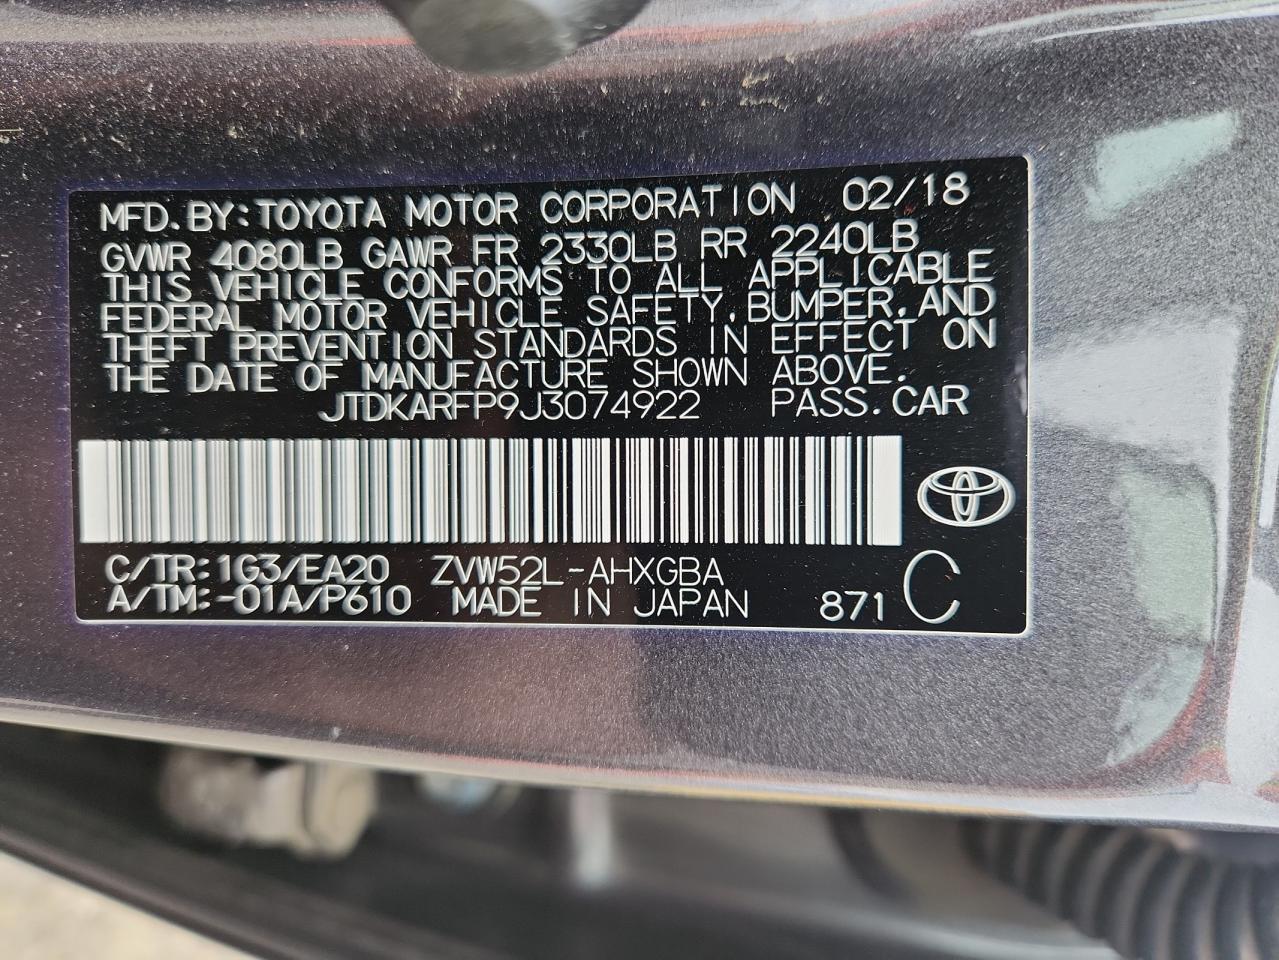 MFD. BY: TOYOTA MOTOR CORPORATION 02/18
GVWR 4080LB GAWR FR 2330LB RR 2240LB
THIS VEHICLE CONFORMS TO ALL APPLICABLE
FEDERAL MOTOR VEHICLE SAFETY, BUMPER, AND
THEFT PREVENTION STANDARDS IN EFFECT ON
THE DATE OF MANUFACTURE SHOWN ABOVE.
JTDKARFP9J3074922 PASS. CAR
C/TR: 1G3/EA20 ZVW52L-AHXGBA
A/TM: -01A/P610 MADE IN JAPAN 871 C